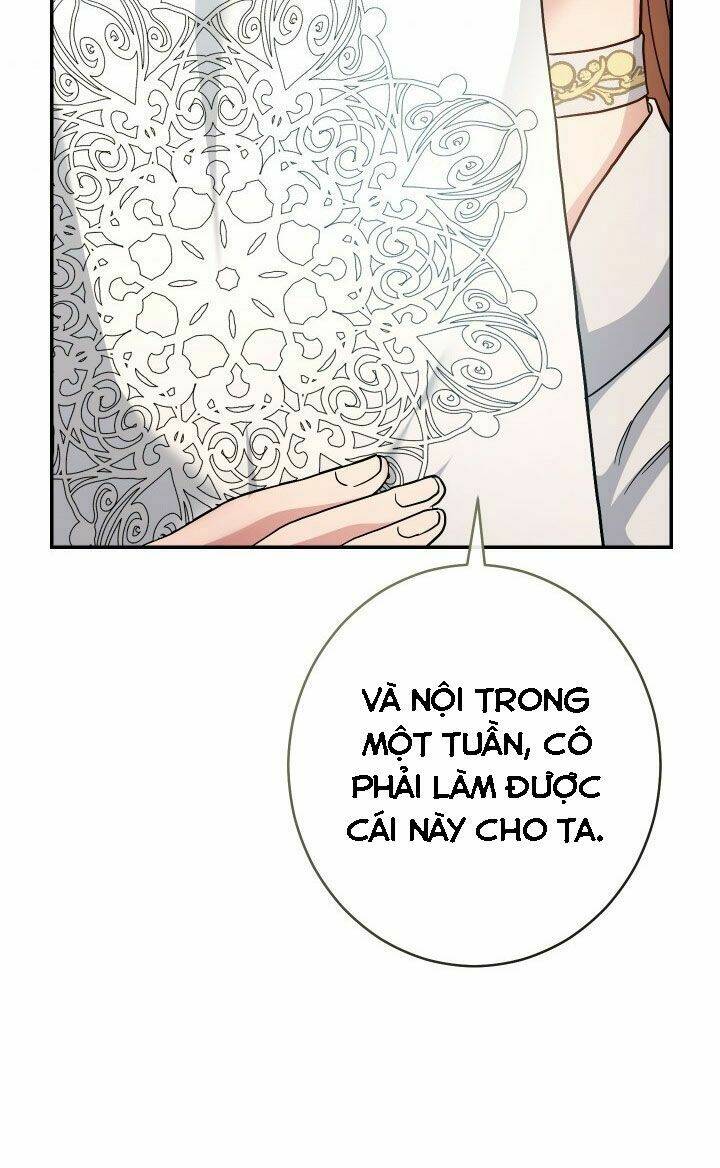 VÀ NỘI TRONG
MỘT TUẦN, CÔ
PHẢI LÀM ĐƯỢC
CÁI NÀY CHO TA.